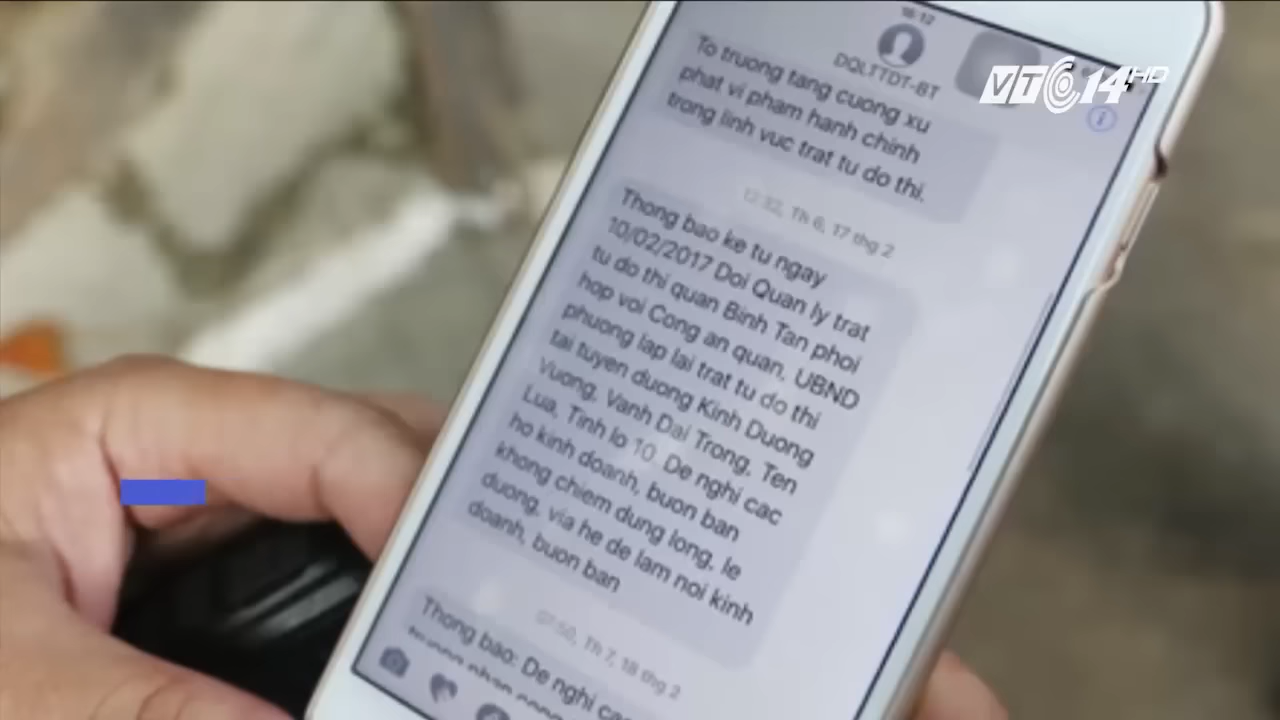 16:12
DQLTTDT-BT
VTC14 HD
To truong tang cuong xu
phat vi pham hanh chinh
trong linh vuc trat tu do thi.
12:32, Th 6, 17 thg 2
Thong bao ke tu ngay
10/02/2017 Doi Quan ly trat
tu do thi quan Binh Tan phoi
hop voi Cong an quan, UBND
phuong lap lai trat tu do thi
tai tuyen duong Kinh Duong
Vuong, Vanh Dai Trong, Ten
Lua, Tinh lo 10. De nghi cac
ho kinh doanh, buon ban
khong chiem dung long, le
duong, via he de lam noi kinh
doanh, buon ban
07:50, Th 7, 18 thg 2
Thong bao: De nghi cac